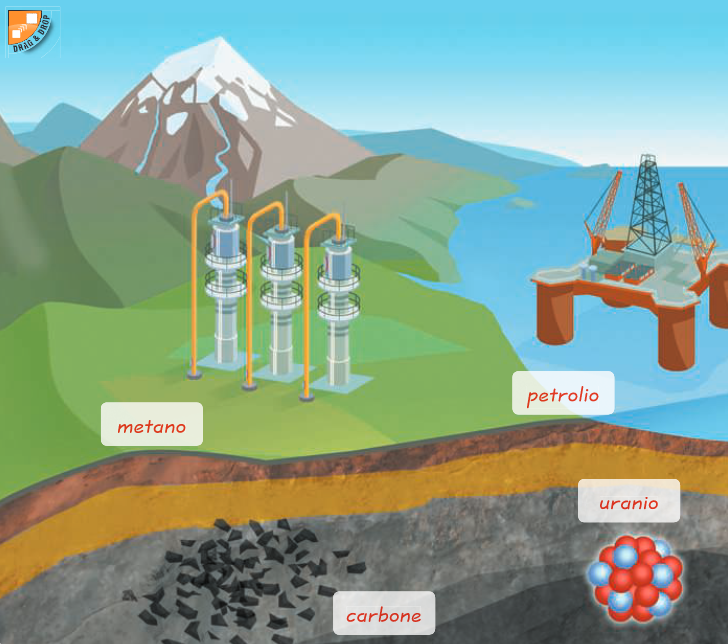 DRAG & DROP
petrolio
metano
uranio
carbone